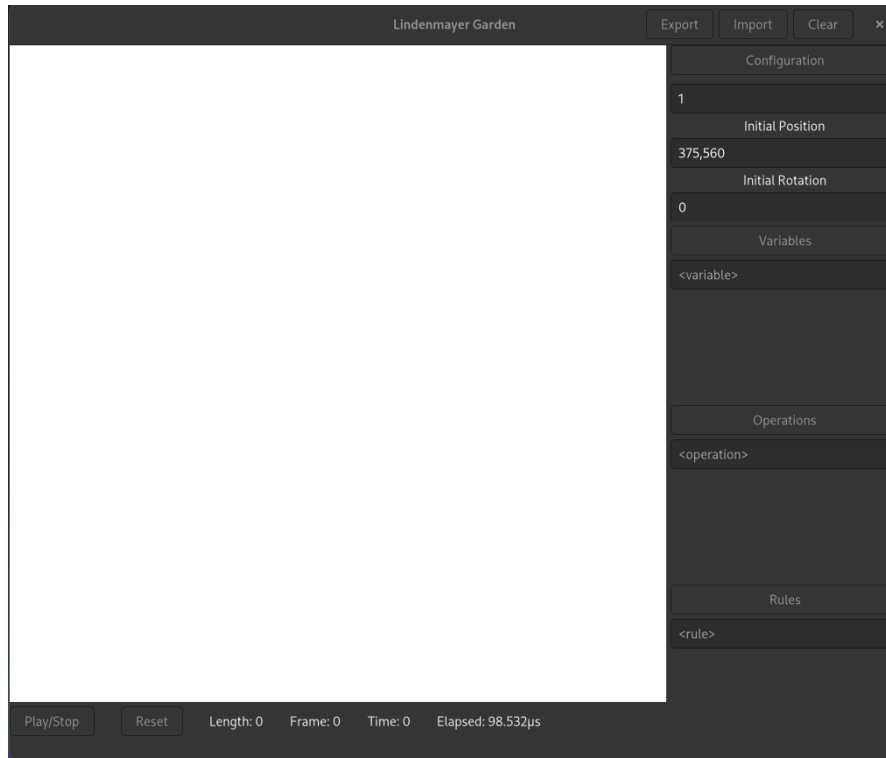 Lindenmayer Garden
Export
Import
Clear
×
Configuration
1
Initial Position
375,560
Initial Rotation
0
Variables
<variable>
Operations
<operation>
Rules
<rule>
Play/Stop
Reset
Length: 0
Frame: 0
Time: 0
Elapsed: 98.532µs